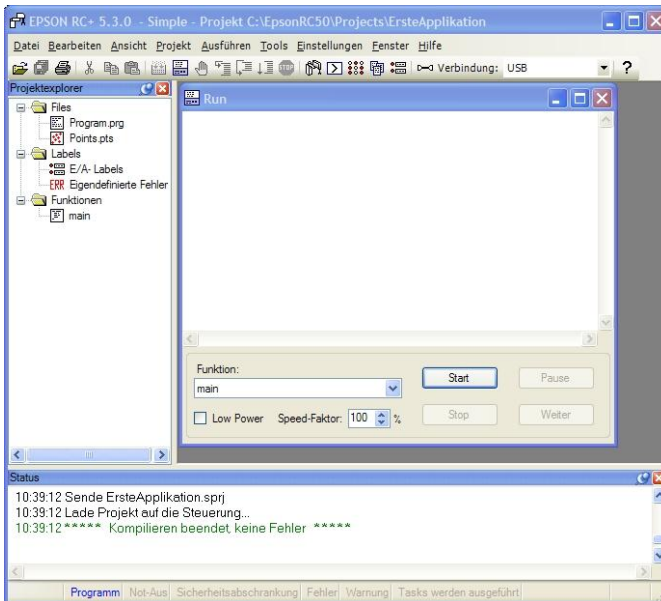 EPSON RC+ 5.3.0 - Simple - Projekt C:\EpsonRC50\Projects\ErsteApplikation
Datei Bearbeiten Ansicht Projekt Ausführen Tools Einstellungen Fenster Hilfe
STOP Verbindung: USB ?
Projektexplorer
Files
Program.prg
Points.pts
Labels
E/A- Labels
ERR Eigendefinierte Fehler
Funktionen
main
Run
Funktion:
main
Start
Pause
Low Power Speed-Faktor: 100 %
Stop
Weiter
Status
10:39:12 Sende ErsteApplikation.sprj
10:39:12 Lade Projekt auf die Steuerung...
10:39:12 ***** Kompilieren beendet, keine Fehler *****
Programm Not-Aus Sicherheitsabschrankung Fehler Warnung Tasks werden ausgeführt